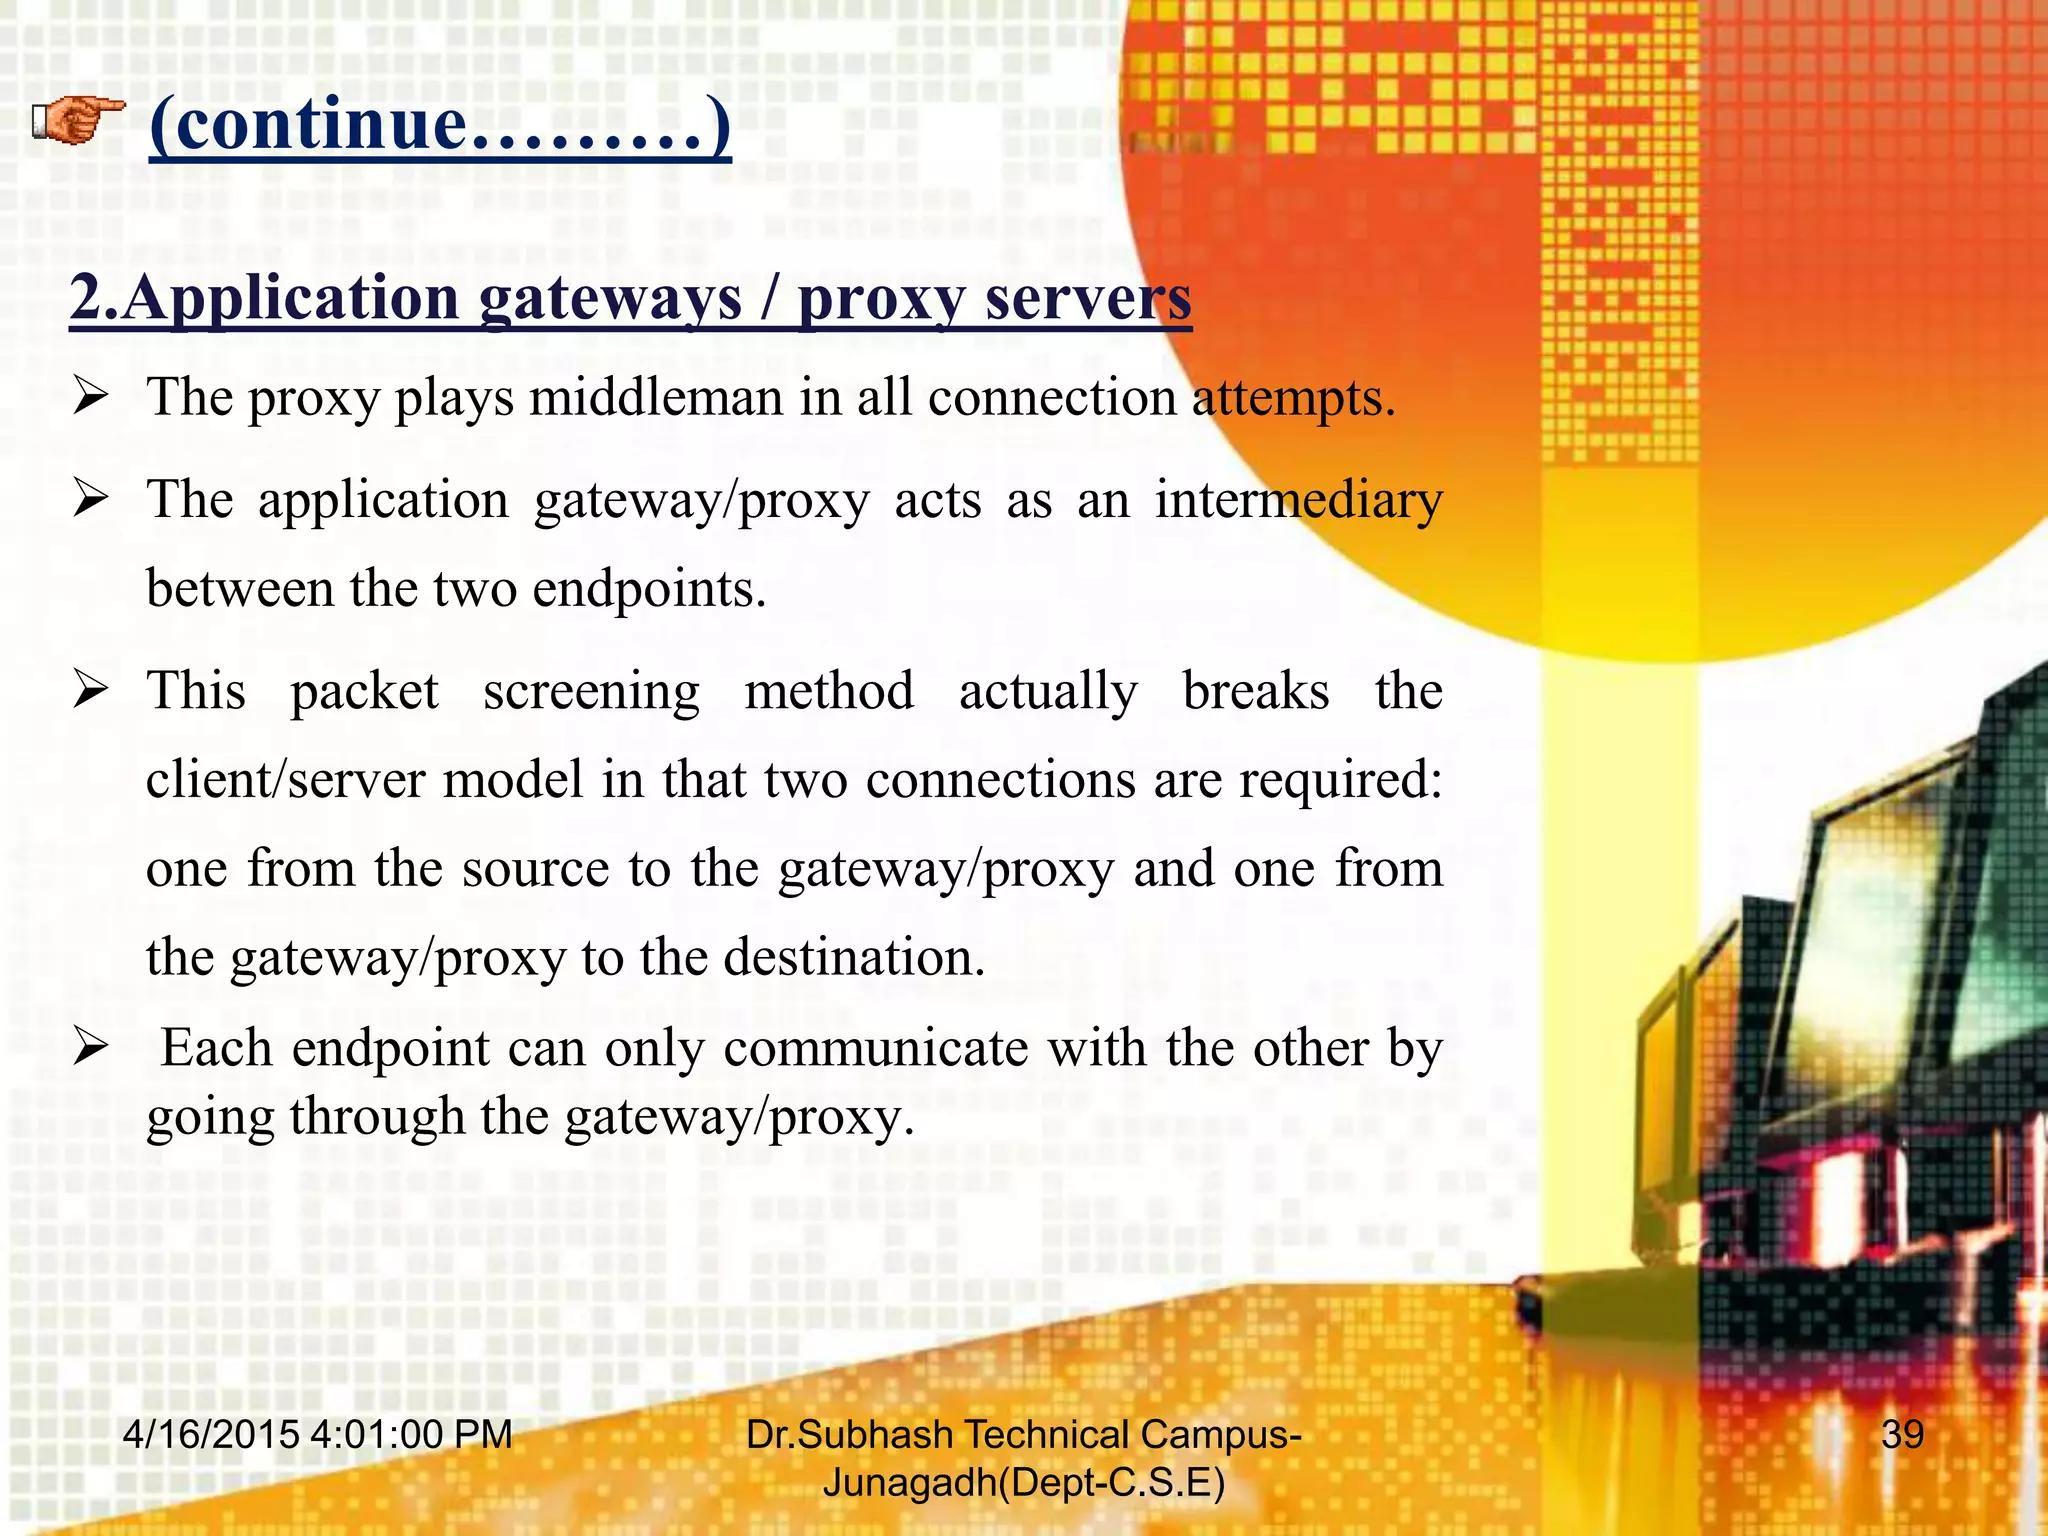 (continue………)
2.Application gateways / proxy servers
➢ The proxy plays middleman in all connection attempts.
➢ The application gateway/proxy acts as an intermediary
between the two endpoints.
➢ This packet screening method actually breaks the
client/server model in that two connections are required:
one from the source to the gateway/proxy and one from
the gateway/proxy to the destination.
➢ Each endpoint can only communicate with the other by
going through the gateway/proxy.
4/16/2015 4:01:00 PM
Dr.Subhash Technical Campus-
Junagadh(Dept-C.S.E)
39